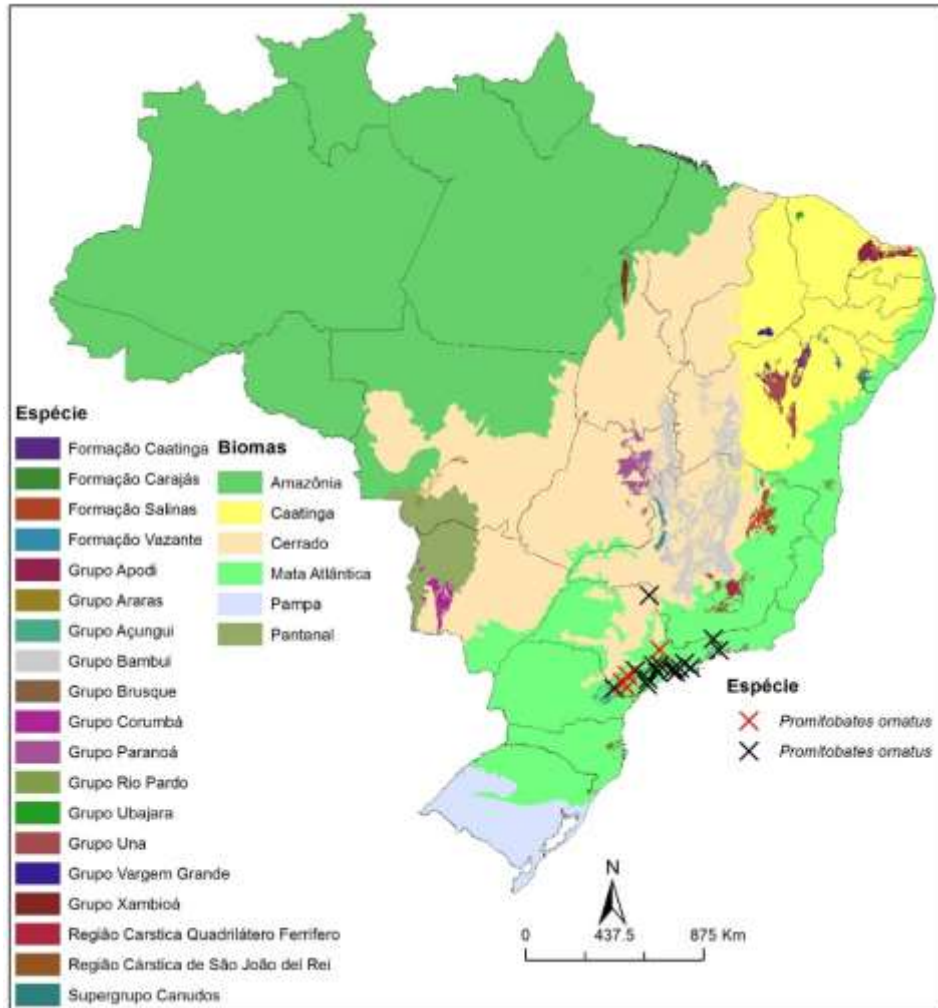 Espécie
Formação Caatinga
Formação Carajás
Formação Salinas
Formação Vazante
Grupo Apodi
Grupo Araras
Grupo Açungui
Grupo Bambuí
Grupo Brusque
Grupo Corumbá
Grupo Paranoá
Grupo Rio Pardo
Grupo Ubajara
Grupo Una
Grupo Vargem Grande
Grupo Xambioá
Região Carstica Quadrilátero Ferrífero
Região Cárstica de São João del Rei
Supergrupo Canudos
Biomas
Amazônia
Caatinga
Cerrado
Mata Atlântica
Pampa
Pantanal
Espécie
Promitobates ornatus
Promitobates ornatus
N
0 437.5 875 Km